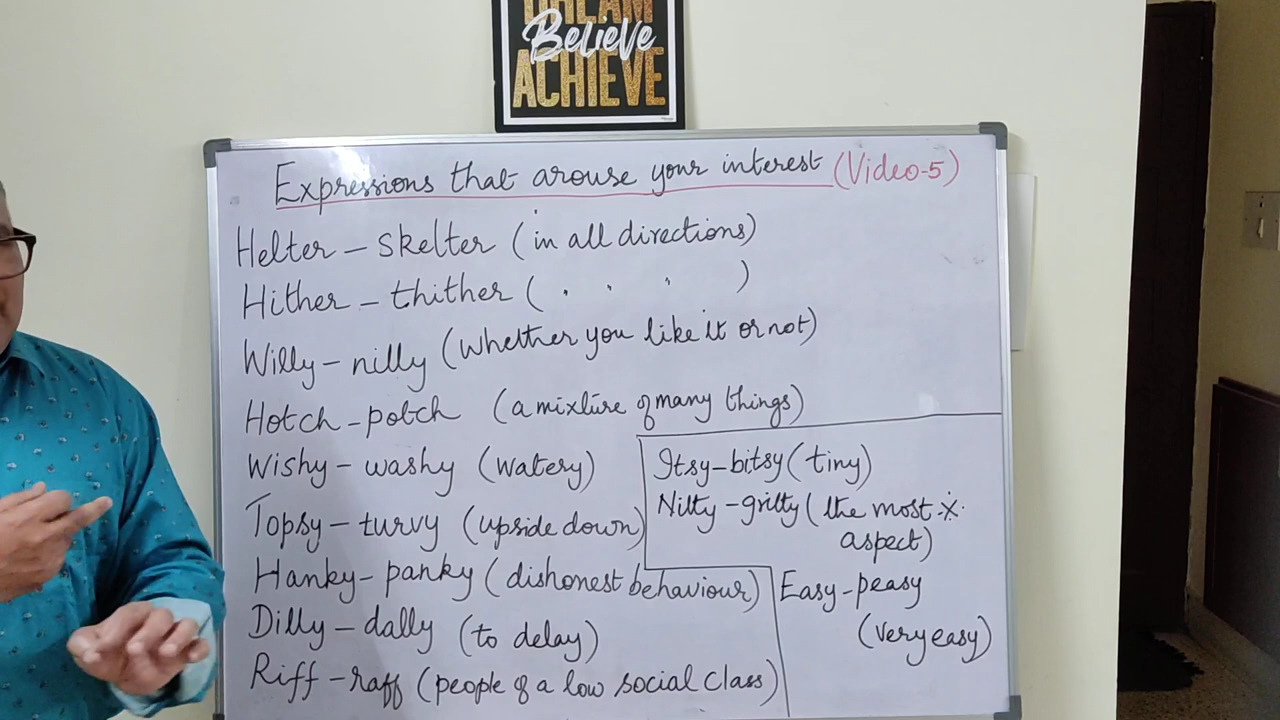 DREAM
Believe
ACHIEVE
Expressions that arouse your interest (Video-5)
Helter - skelter (in all directions)
Hither - thither ( " " " )
Willy - nilly (whether you like it or not)
Hotch - potch (a mixture of many things)
Wishy - washy (watery)
Topsy - turvy (upside down)
Hanky - panky (dishonest behaviour)
Dilly - dally (to delay)
Riff - raff (people of a low social class)
Itsy-bitsy (tiny)
Nitty-gritty (the most ※
aspect)
Easy-peasy
(very easy)